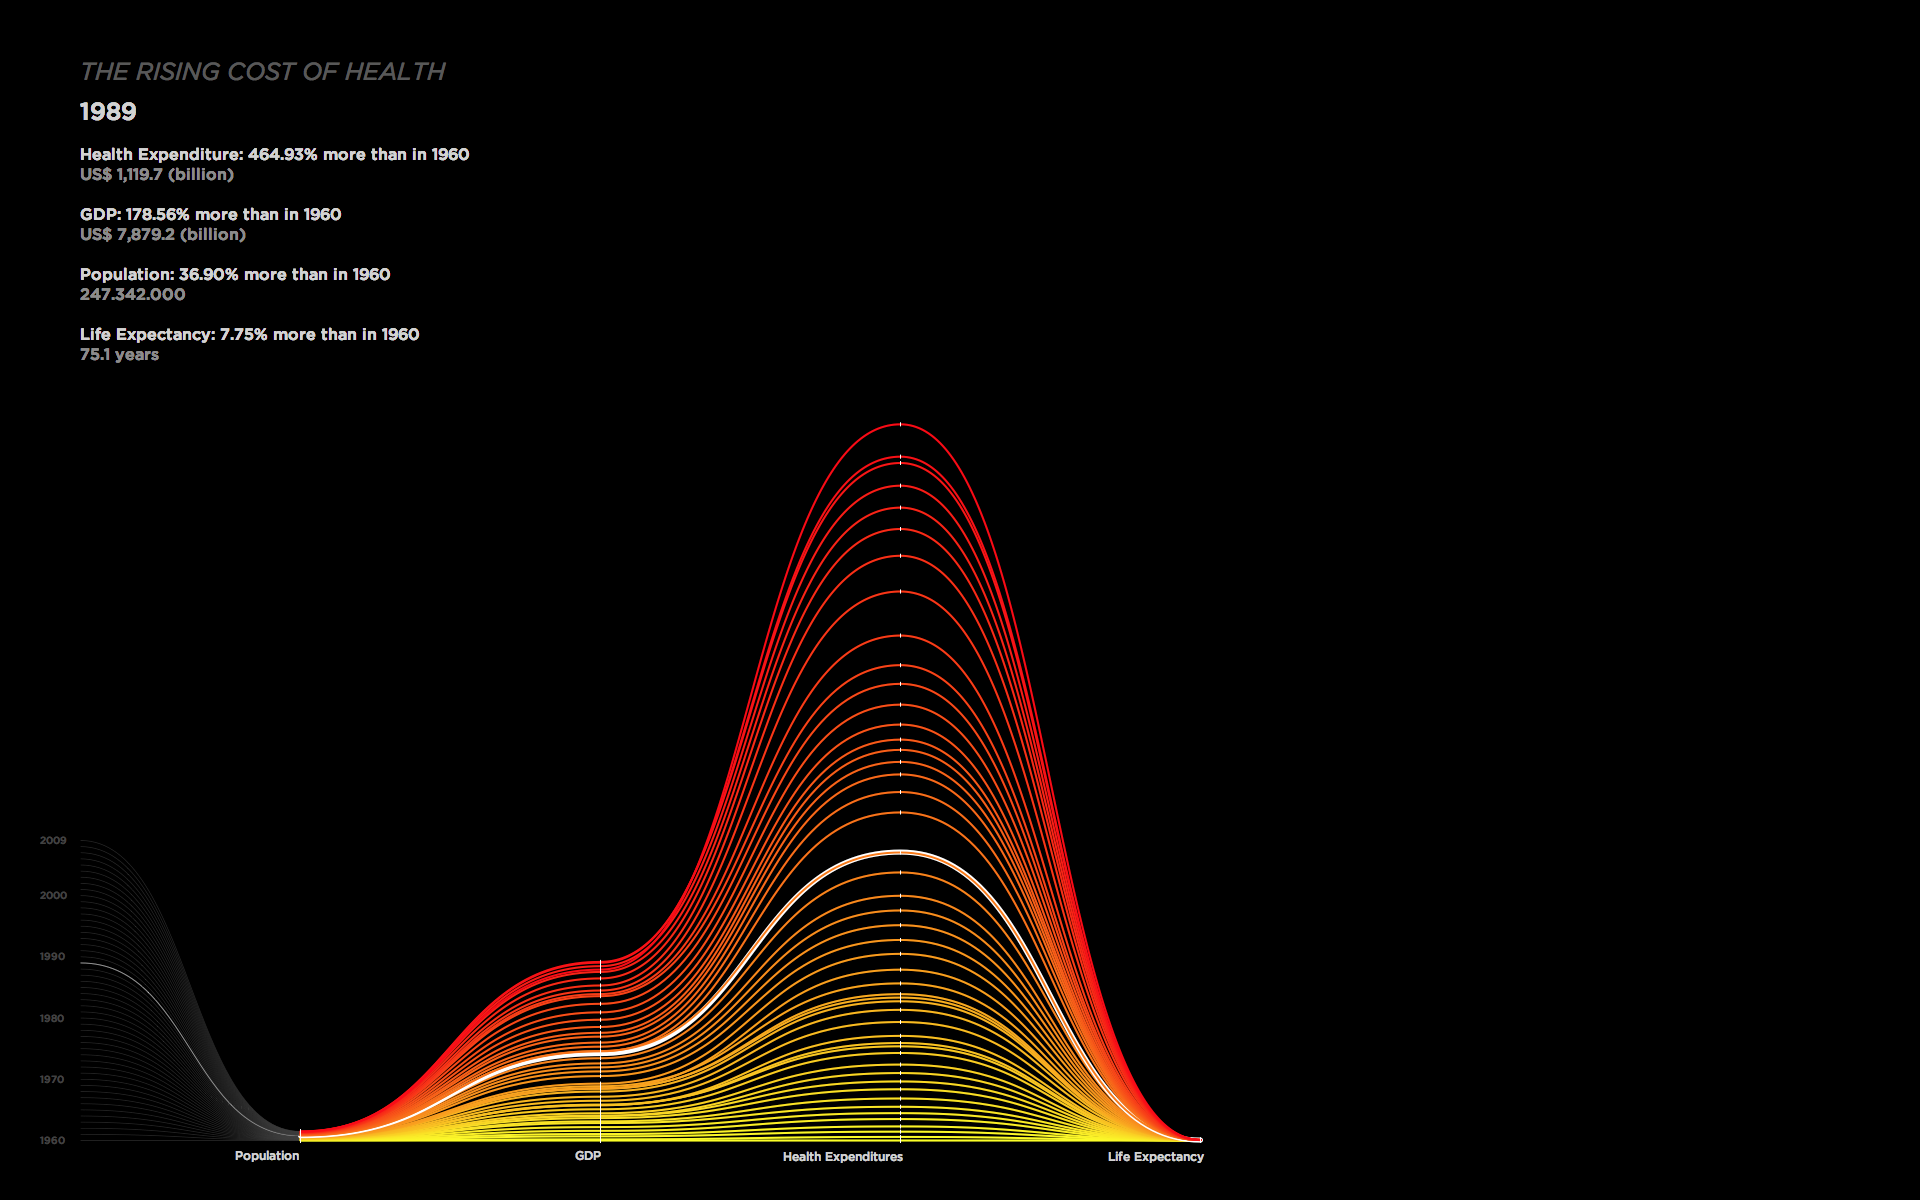 THE RISING COST OF HEALTH
1989
Health Expenditure: 464.93% more than in 1960
US$ 1,119.7 (billion)
GDP: 178.56% more than in 1960
US$ 7,879.2 (billion)
Population: 36.90% more than in 1960
247.342.000
Life Expectancy: 7.75% more than in 1960
75.1 years
2009
2000
1990
1980
1970
1960
Population
GDP
Health Expenditures
Life Expectancy